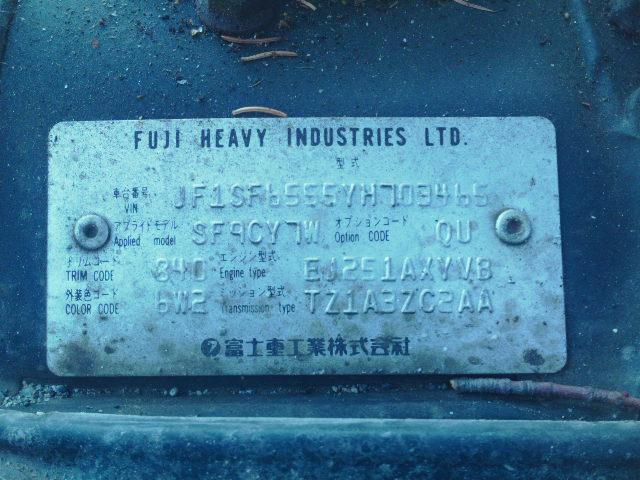 FUJI HEAVY INDUSTRIES LTD.
型式
車台番号 VIN JF1SF6555YH703465
アプライドモデル Applied model SF9CY7W オプションコード Option CODE QU
トリムコード TRIM CODE 840 エンジン型式 Engine type EJ251AXYVB
外装色コード COLOR CODE 6W2 ミッション型式 Transmission type TZ1A3ZC2AA
富士重工業株式会社